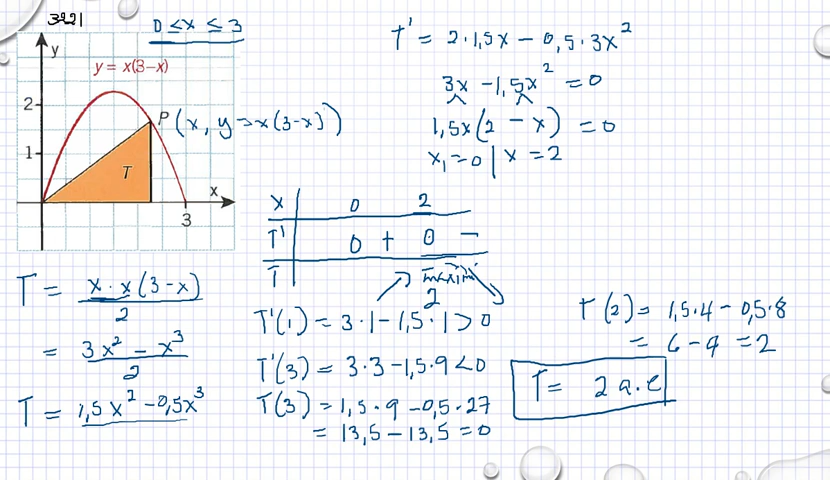 3221
0 ≤ x ≤ 3
y
y = x(3–x)
2
P (x, y = x(3-x))
1
T
x
3
T = x · x(3-x) / 2
= 3x² - x³ / 2
T = 1,5x² - 0,5x³
T' = 2·1,5x - 0,5·3x²
3x - 1,5x² = 0
1,5x(2 - x) = 0
x₁ = 0 | x = 2
x | 0 2
T' | 0 + 0 -
T
2
T'(1) = 3·1 - 1,5·1 > 0
T'(3) = 3·3 - 1,5·9 < 0
T(3) = 1,5·9 - 0,5·27
= 13,5 - 13,5 = 0
T(2) = 1,5·4 - 0,5·8
= 6 - 4 = 2
T = 2 a.e